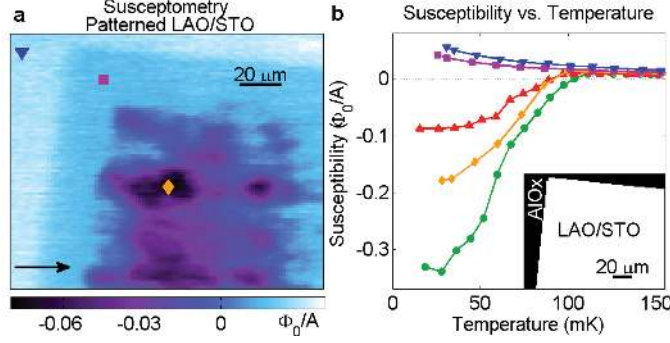 a
Susceptometry
Patterned LAO/STO
20 μm
-0.06 -0.03 0 Φ₀/A
b
Susceptibility vs. Temperature
Susceptibility (Φ₀/A)
0
-0.1
-0.2
-0.3
AlOx
LAO/STO
20 μm
0 50 100 150
Temperature (mK)